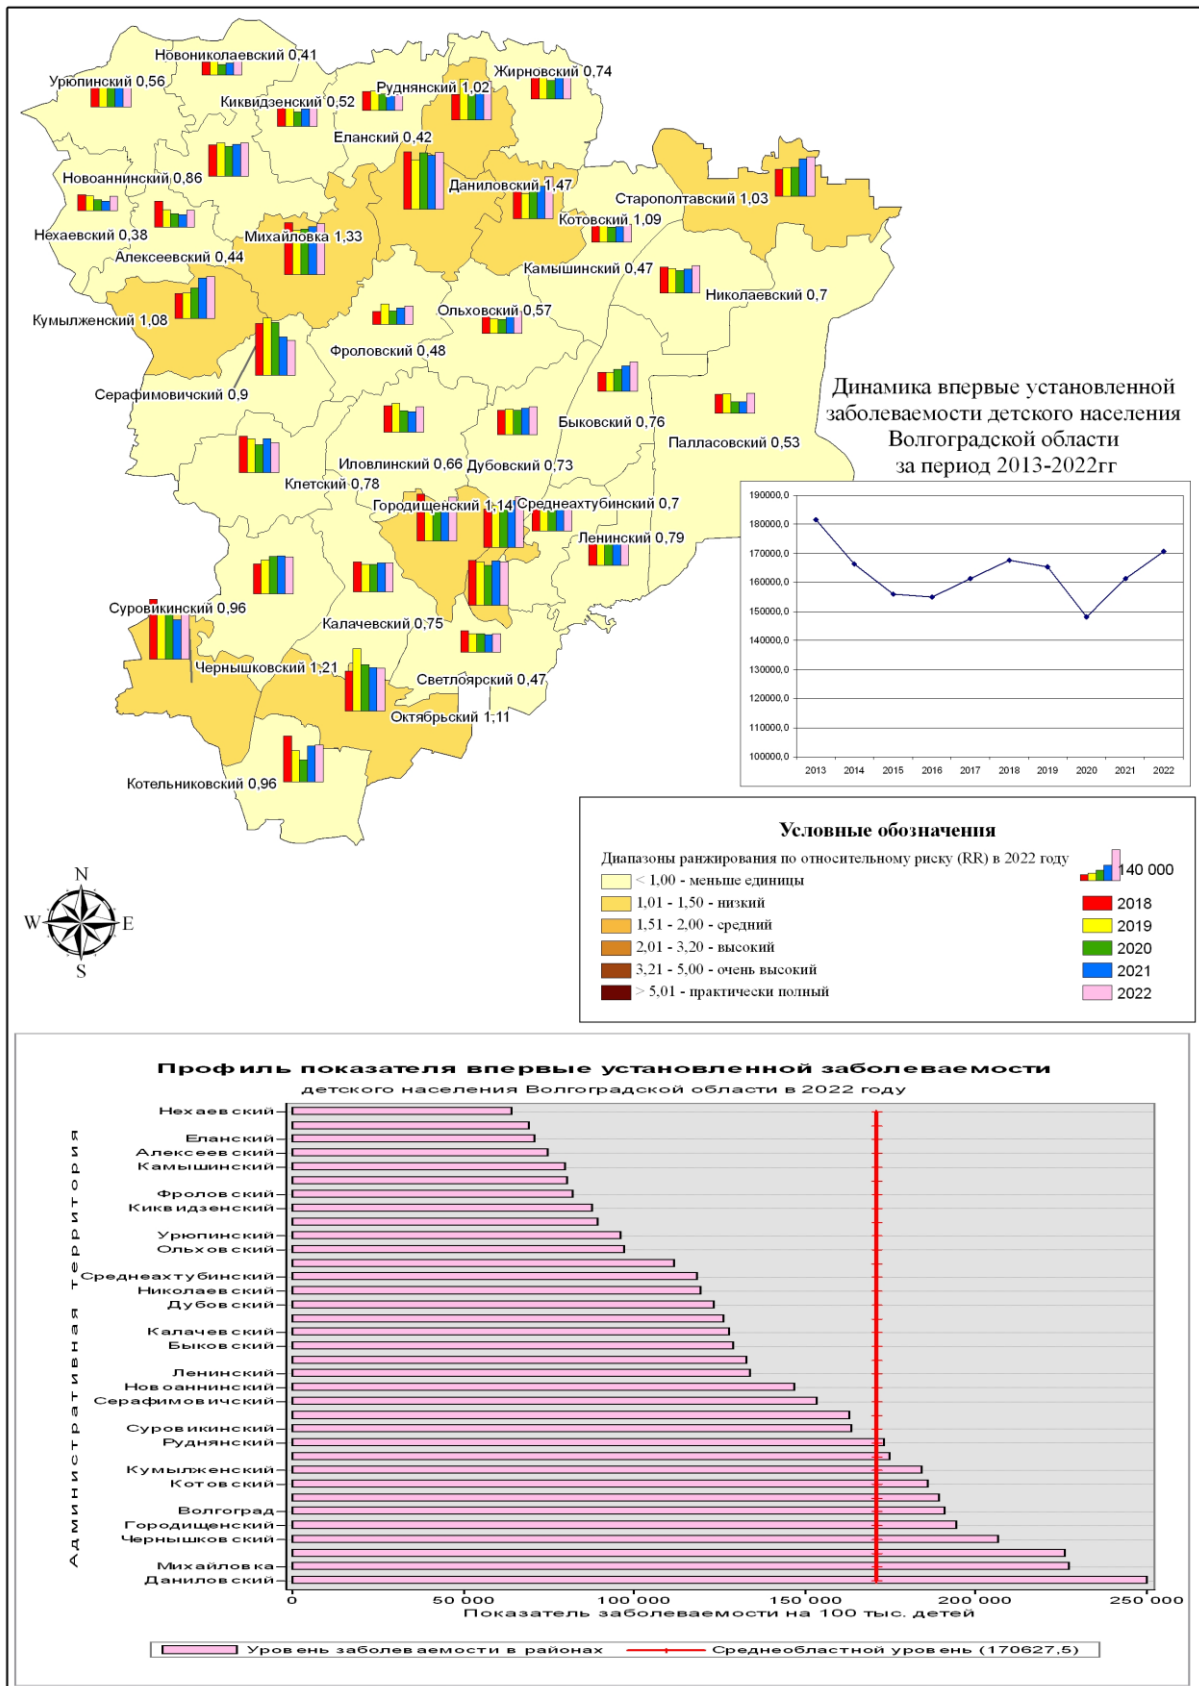 Новониколаевский 0,41
Урюпинский 0,56
Киквидзенский 0,52
Руднянский 1,02
Жирновский 0,74
Еланский 0,42
Новоаннинский 0,86
Даниловский 1,47
Старополтавский 1,03
Нехаевский 0,38
Алексеевский 0,44
Михайловка 1,33
Котовский 1,09
Камышинский 0,47
Николаевский 0,7
Кумылженский 1,08
Ольховский 0,57
Фроловский 0,48
Серафимовичский 0,9
Быковский 0,76
Палласовский 0,53
Клетский 0,78
Иловлинский 0,66
Дубовский 0,73
Городищенский 1,14
Среднеахтубинский 0,7
Ленинский 0,79
Суровикинский 0,96
Калачевский 0,75
Чернышковский 1,21
Светлоярский 0,47
Октябрьский 1,11
Котельниковский 0,96
Динамика впервые установленной
заболеваемости детского населения
Волгоградской области
за период 2013-2022гг
190000,0
180000,0
170000,0
160000,0
150000,0
140000,0
130000,0
120000,0
110000,0
100000,0
2013 2014 2015 2016 2017 2018 2019 2020 2021 2022
N
W E
S
Условные обозначения
Диапазоны ранжирования по относительному риску (RR) в 2022 году
< 1,00 - меньше единицы
1,01 - 1,50 - низкий
1,51 - 2,00 - средний
2,01 - 3,20 - высокий
3,21 - 5,00 - очень высокий
> 5,01 - практически полный
140 000
2018
2019
2020
2021
2022
Профиль показателя впервые установленной заболеваемости
детского населения Волгоградской области в 2022 году
Административная территория
Нехаевский
Еланский
Алексеевский
Камышинский
Фроловский
Киквидзенский
Урюпинский
Ольховский
Среднеахтубинский
Николаевский
Дубовский
Калачевский
Быковский
Ленинский
Новоаннинский
Серафимовичский
Суровикинский
Руднянский
Кумылженский
Котовский
Волгоград
Городищенский
Чернышковский
Михайловка
Даниловский
0 50 000 100 000 150 000 200 000 250 000
Показатель заболеваемости на 100 тыс. детей
Уровень заболеваемости в районах
Среднеобластной уровень (170627,5)